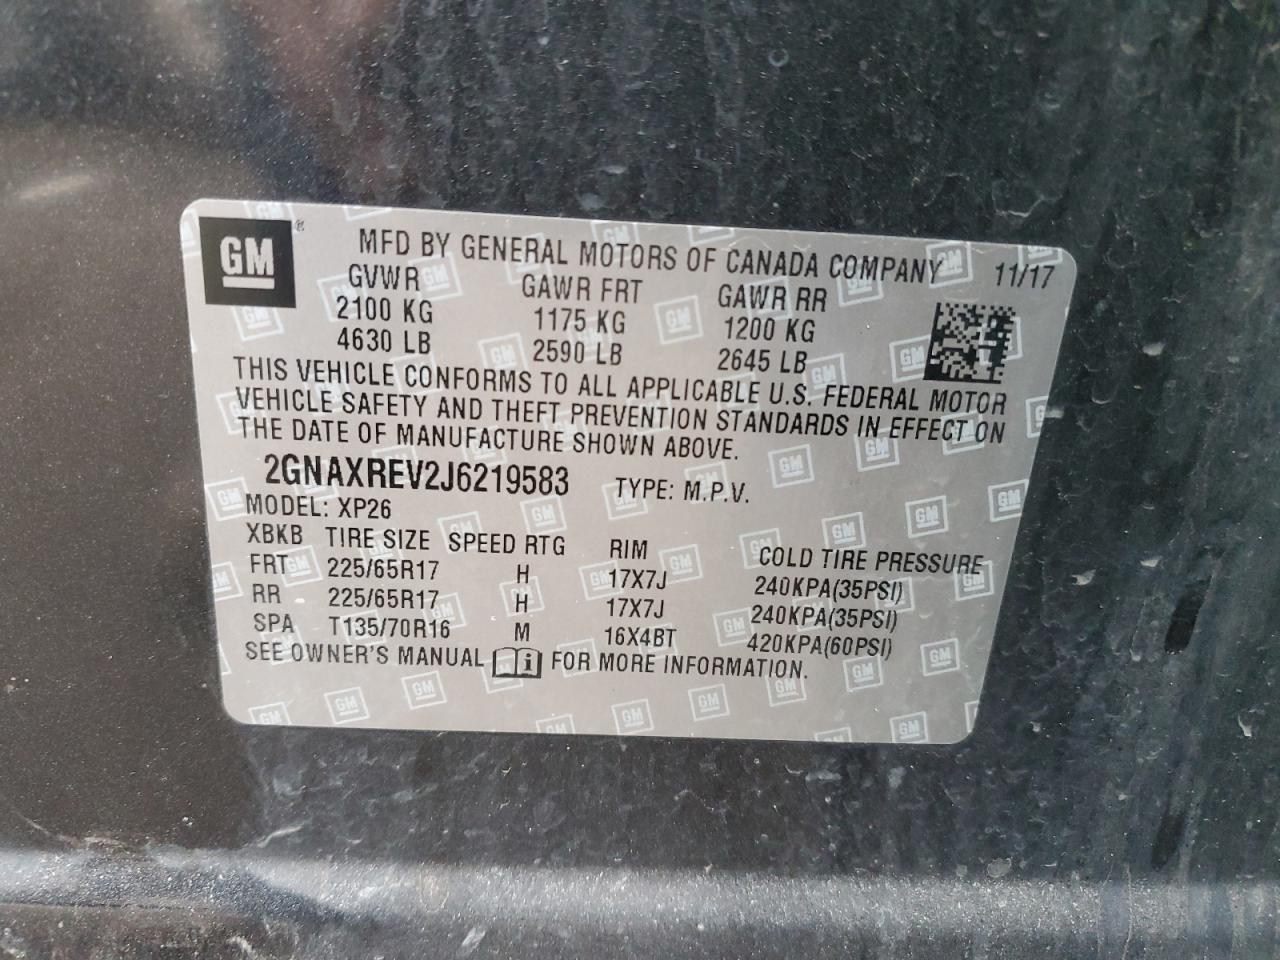 GM ® MFD BY GENERAL MOTORS OF CANADA COMPANY 11/17
GVWR GAWR FRT GAWR RR
2100 KG 1175 KG 1200 KG
4630 LB 2590 LB 2645 LB
THIS VEHICLE CONFORMS TO ALL APPLICABLE U.S. FEDERAL MOTOR
VEHICLE SAFETY AND THEFT PREVENTION STANDARDS IN EFFECT ON
THE DATE OF MANUFACTURE SHOWN ABOVE.
2GNAXREV2J6219583 TYPE: M.P.V.
MODEL: XP26
XBKB TIRE SIZE SPEED RTG RIM COLD TIRE PRESSURE
FRT 225/65R17 H 17X7J 240KPA(35PSI)
RR 225/65R17 H 17X7J 240KPA(35PSI)
SPA T135/70R16 M 16X4BT 420KPA(60PSI)
SEE OWNER'S MANUAL i FOR MORE INFORMATION.